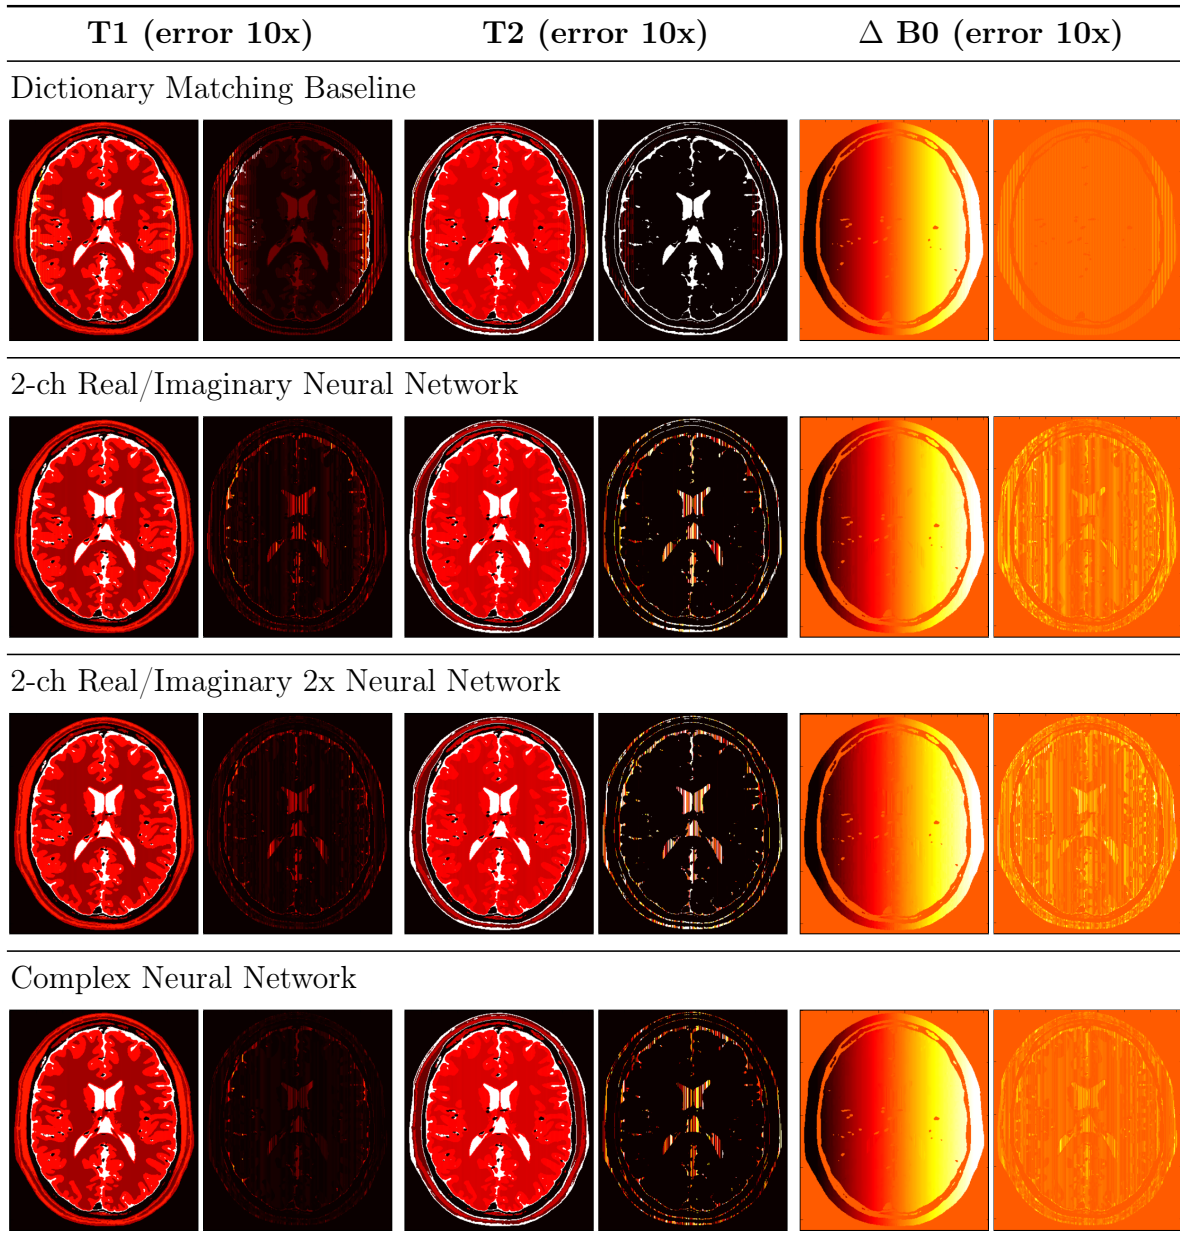 T1 (error 10x) T2 (error 10x) Δ B0 (error 10x)
Dictionary Matching Baseline
2-ch Real/Imaginary Neural Network
2-ch Real/Imaginary 2x Neural Network
Complex Neural Network